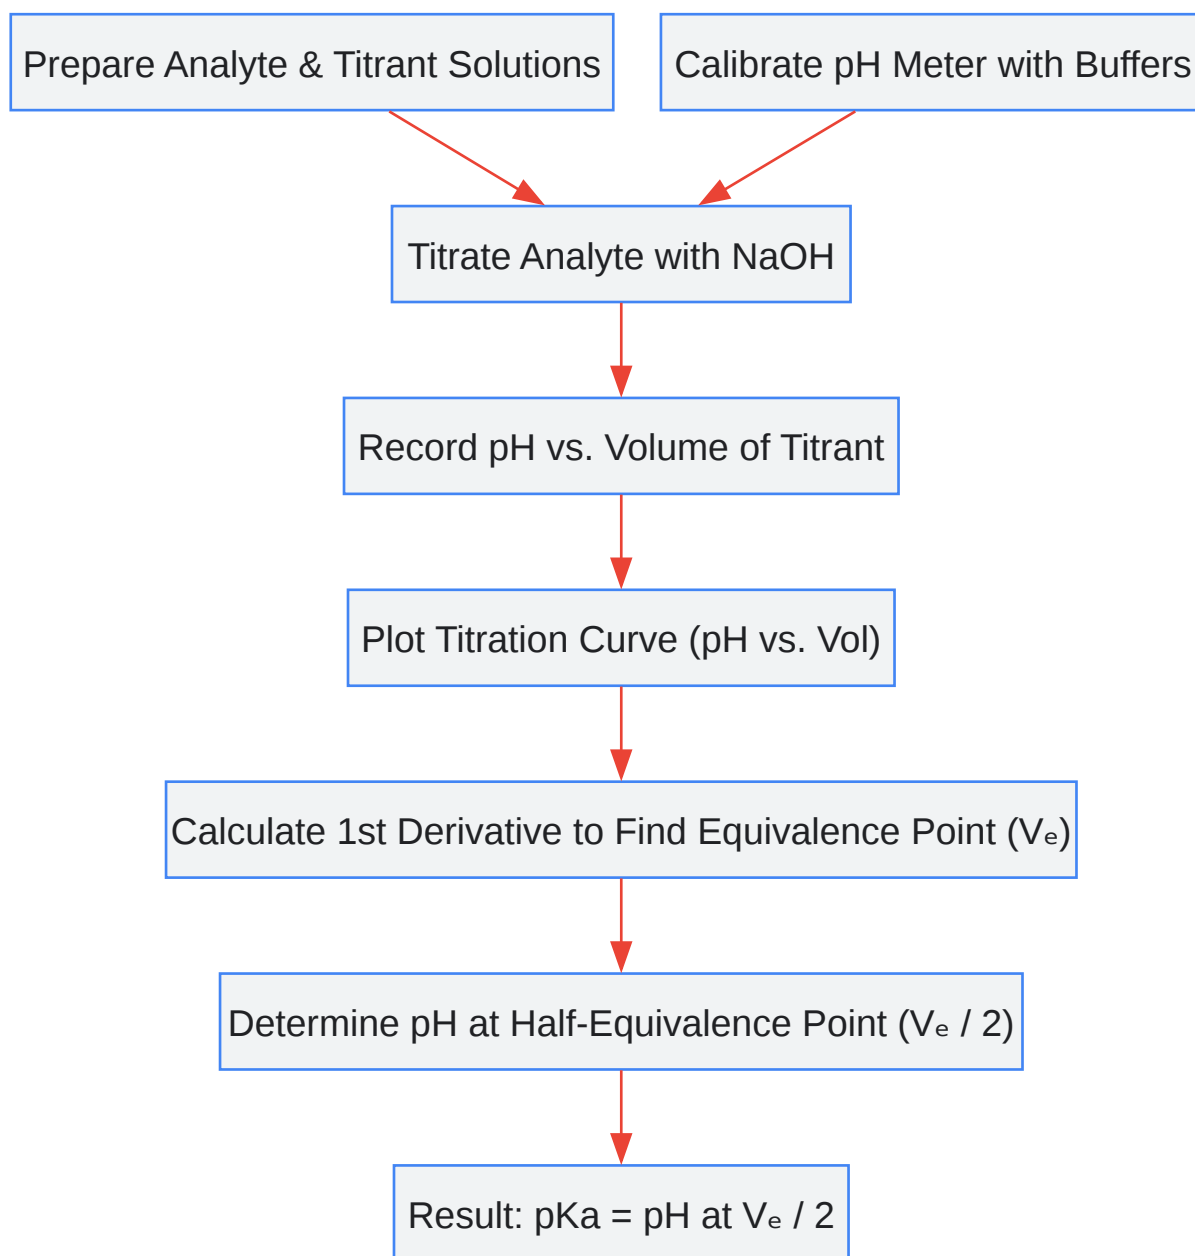 Prepare Analyte & Titrant Solutions
Calibrate pH Meter with Buffers
Titrate Analyte with NaOH
Record pH vs. Volume of Titrant
Plot Titration Curve (pH vs. Vol)
Calculate 1st Derivative to Find Equivalence Point (Vₑ)
Determine pH at Half-Equivalence Point (Vₑ / 2)
Result: pKa = pH at Vₑ / 2